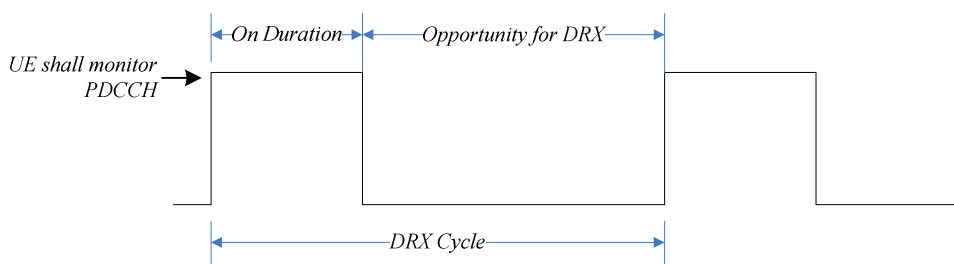 On Duration
Opportunity for DRX
UE shall monitor
PDCCH
DRX Cycle